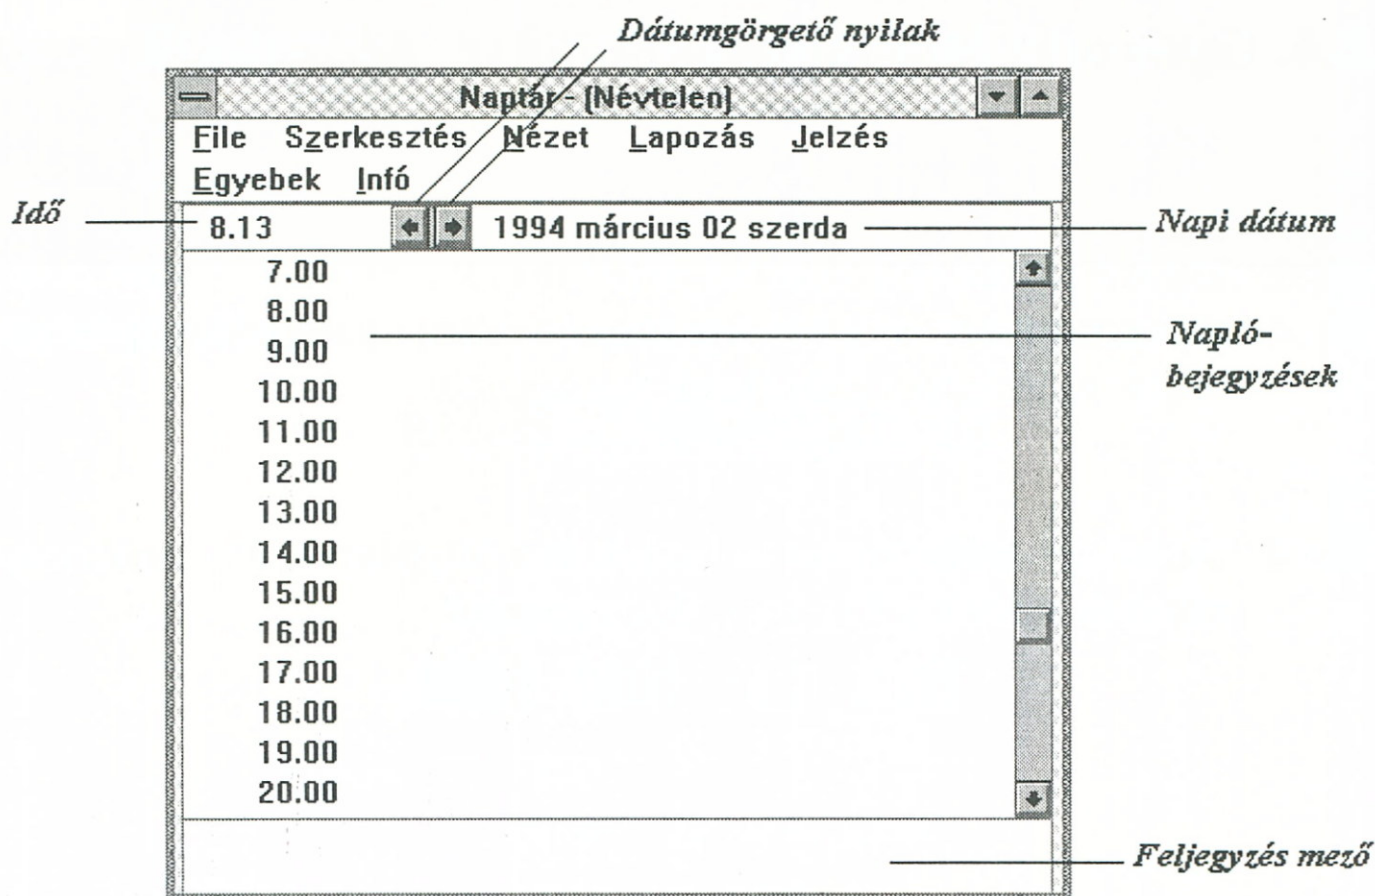 Dátumgörgető nyilak
Naptár - (Névtelen)
File Szerkesztés Nézet Lapozás Jelzés
Egyebek Infó
Idő
8.13
1994 március 02 szerda
Napi dátum
7.00
8.00
9.00
Napló-
bejegyzések
10.00
11.00
12.00
13.00
14.00
15.00
16.00
17.00
18.00
19.00
20.00
Feljegyzés mező